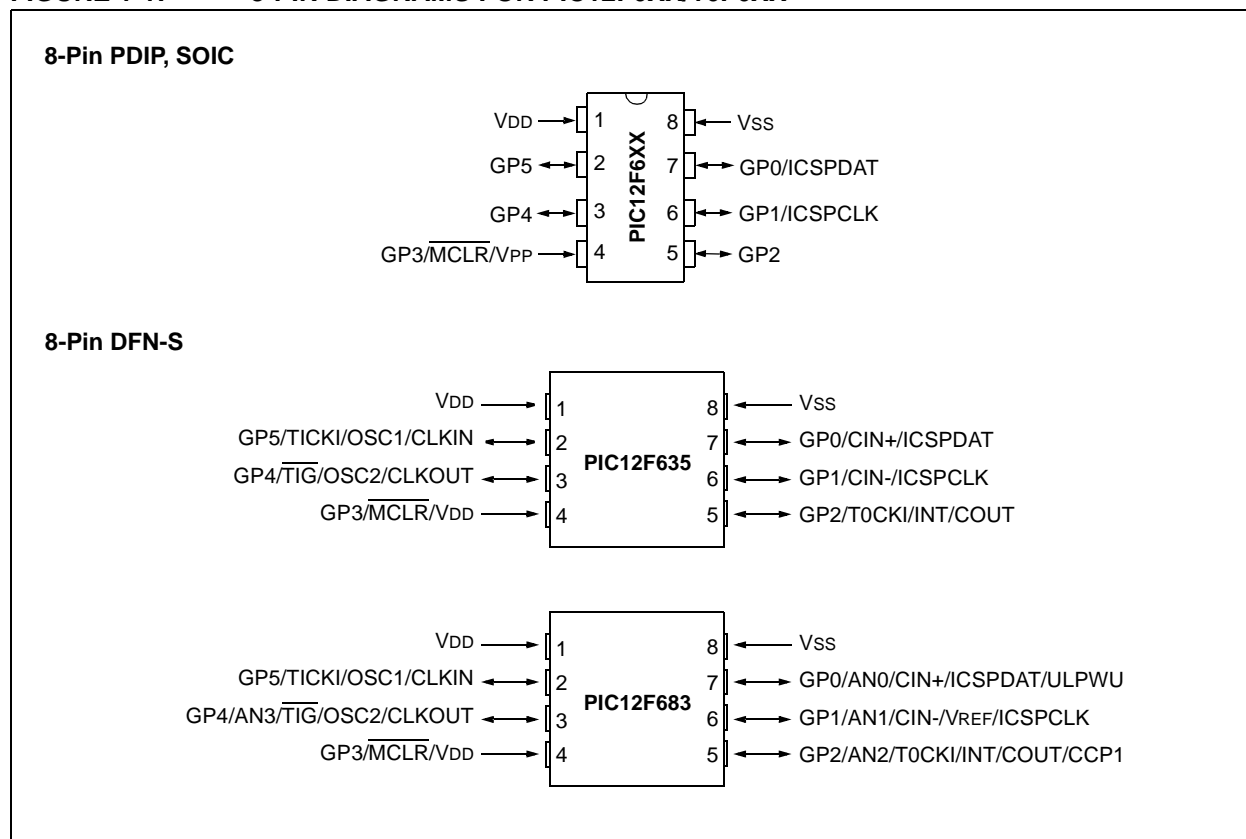 8-Pin PDIP, SOIC
VDD 1 8 VSS
GP5 2 7 GP0/ICSPDAT
GP4 3 6 GP1/ICSPCLK
GP3/MCLR/VPP 4 5 GP2
PIC12F6XX
8-Pin DFN-S
VDD 1 8 VSS
GP5/TICKI/OSC1/CLKIN 2 7 GP0/CIN+/ICSPDAT
PIC12F635
GP4/TIG/OSC2/CLKOUT 3 6 GP1/CIN-/ICSPCLK
GP3/MCLR/VDD 4 5 GP2/T0CKI/INT/COUT
VDD 1 8 VSS
GP5/TICKI/OSC1/CLKIN 2 7 GP0/AN0/CIN+/ICSPDAT/ULPWU
PIC12F683
GP4/AN3/TIG/OSC2/CLKOUT 3 6 GP1/AN1/CIN-/VREF/ICSPCLK
GP3/MCLR/VDD 4 5 GP2/AN2/T0CKI/INT/COUT/CCP1